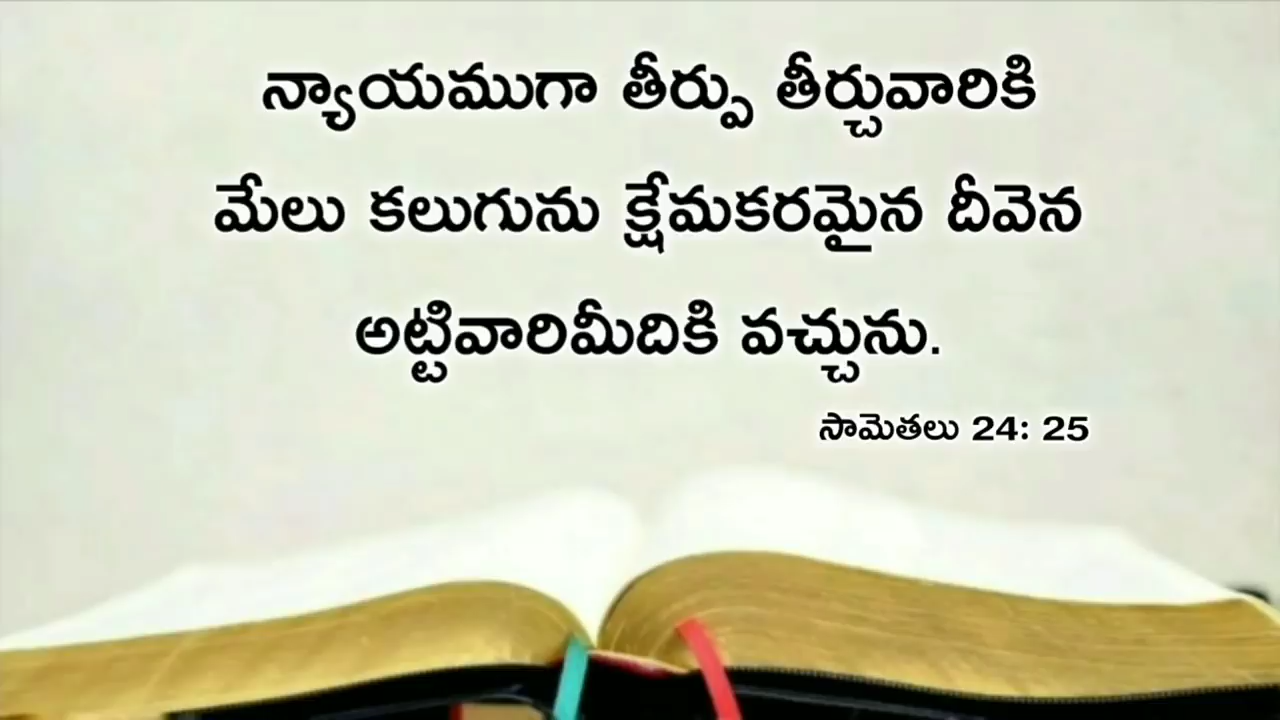 న్యాయముగా తీర్పు తీర్చువారికి
మేలు కలుగును క్షేమకరమైన దీవెన
అట్టివారిమీదికి వచ్చును.
సామెతలు 24: 25